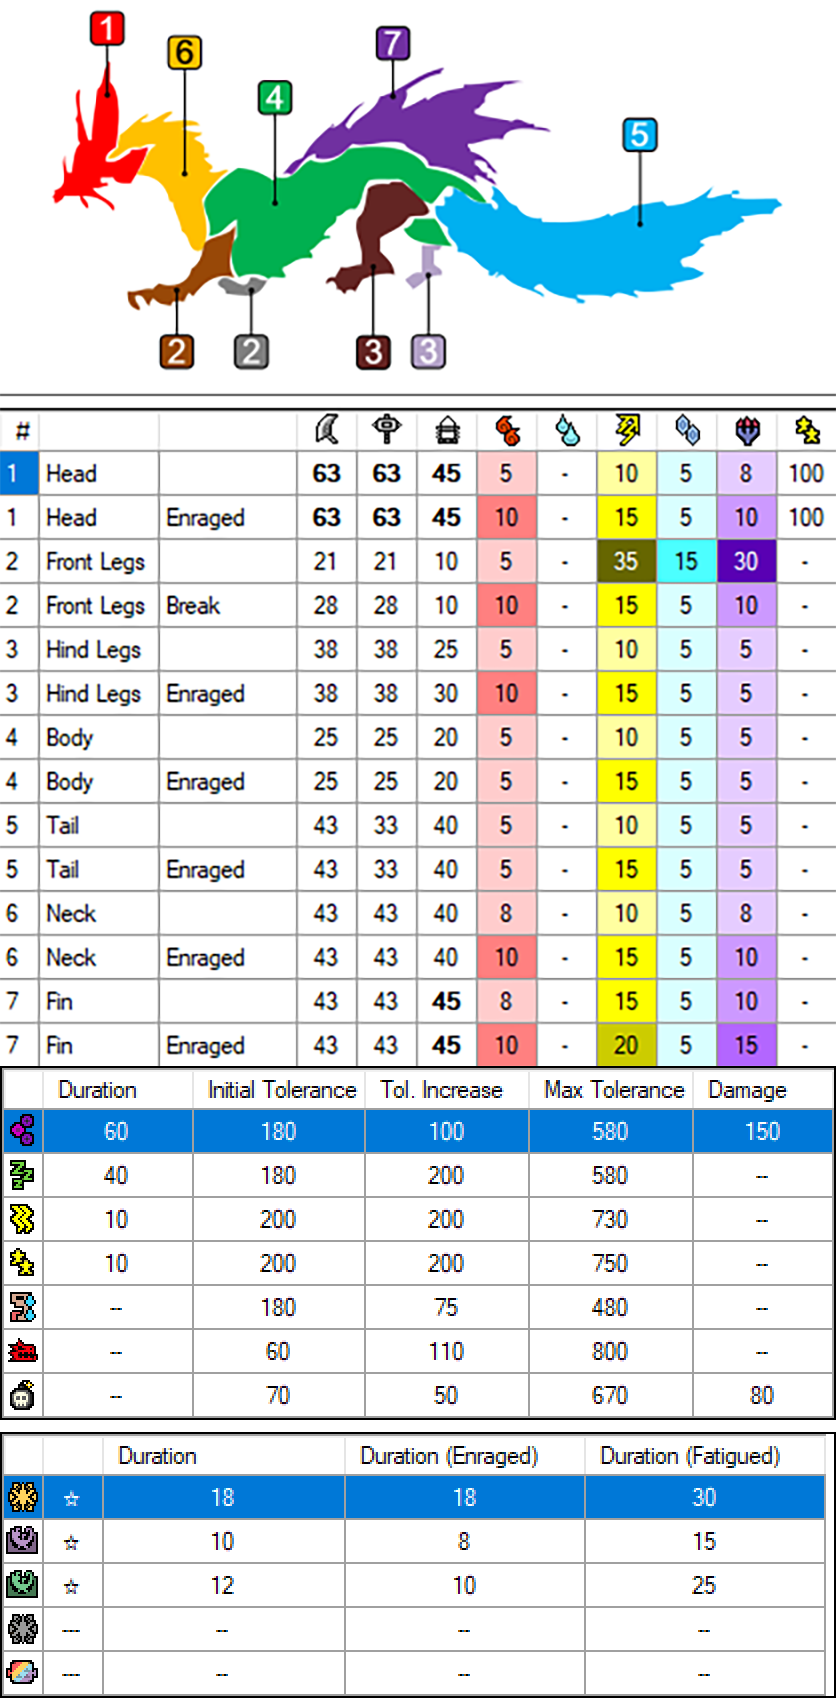 1
6
7
4
5
2
2
3
3
#
1 Head 63 63 45 5 - 10 5 8 100
1 Head Enraged 63 63 45 10 - 15 5 10 100
2 Front Legs 21 21 10 5 - 35 15 30 -
2 Front Legs Break 28 28 10 10 - 15 5 10 -
3 Hind Legs 38 38 25 5 - 10 5 5 -
3 Hind Legs Enraged 38 38 30 10 - 15 5 5 -
4 Body 25 25 20 5 - 10 5 5 -
4 Body Enraged 25 25 20 5 - 15 5 5 -
5 Tail 43 33 40 5 - 10 5 5 -
5 Tail Enraged 43 33 40 5 - 15 5 5 -
6 Neck 43 43 40 8 - 10 5 8 -
6 Neck Enraged 43 43 40 10 - 15 5 10 -
7 Fin 43 43 45 8 - 15 5 10 -
7 Fin Enraged 43 43 45 10 - 20 5 15 -
Duration Initial Tolerance Tol. Increase Max Tolerance Damage
60 180 100 580 150
40 180 200 580 --
10 200 200 730 --
10 200 200 750 --
-- 180 75 480 --
-- 60 110 800 --
-- 70 50 670 80
Duration Duration (Enraged) Duration (Fatigued)
☆ 18 18 30
☆ 10 8 15
☆ 12 10 25
--- -- -- --
--- -- -- --